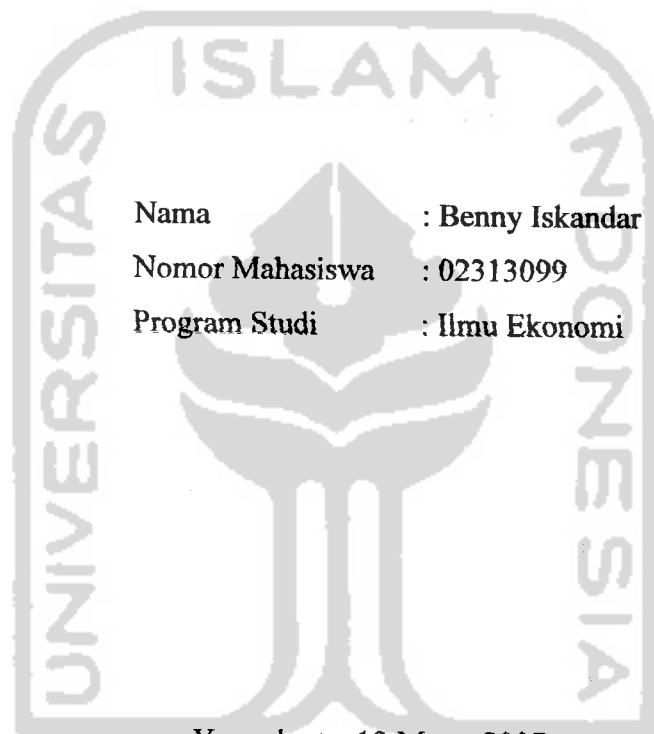 ISLAM
UNIVERSITAS
INDONESIA
Nama : Benny Iskandar
Nomor Mahasiswa : 02313099
Program Studi : Ilmu Ekonomi